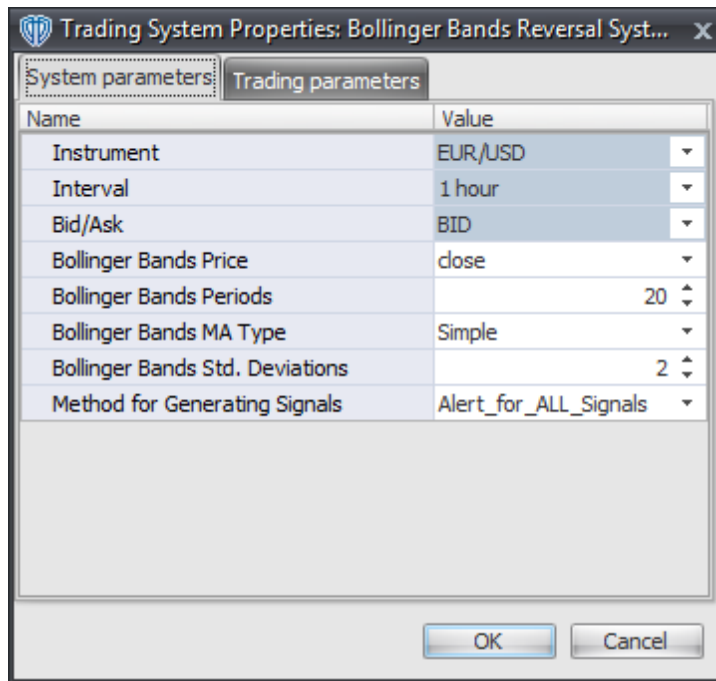 Trading System Properties: Bollinger Bands Reversal Syst... x
System parameters Trading parameters
Name Value
Instrument EUR/USD
Interval 1 hour
Bid/Ask BID
Bollinger Bands Price close
Bollinger Bands Periods 20
Bollinger Bands MA Type Simple
Bollinger Bands Std. Deviations 2
Method for Generating Signals Alert_for_ALL_Signals
OK Cancel